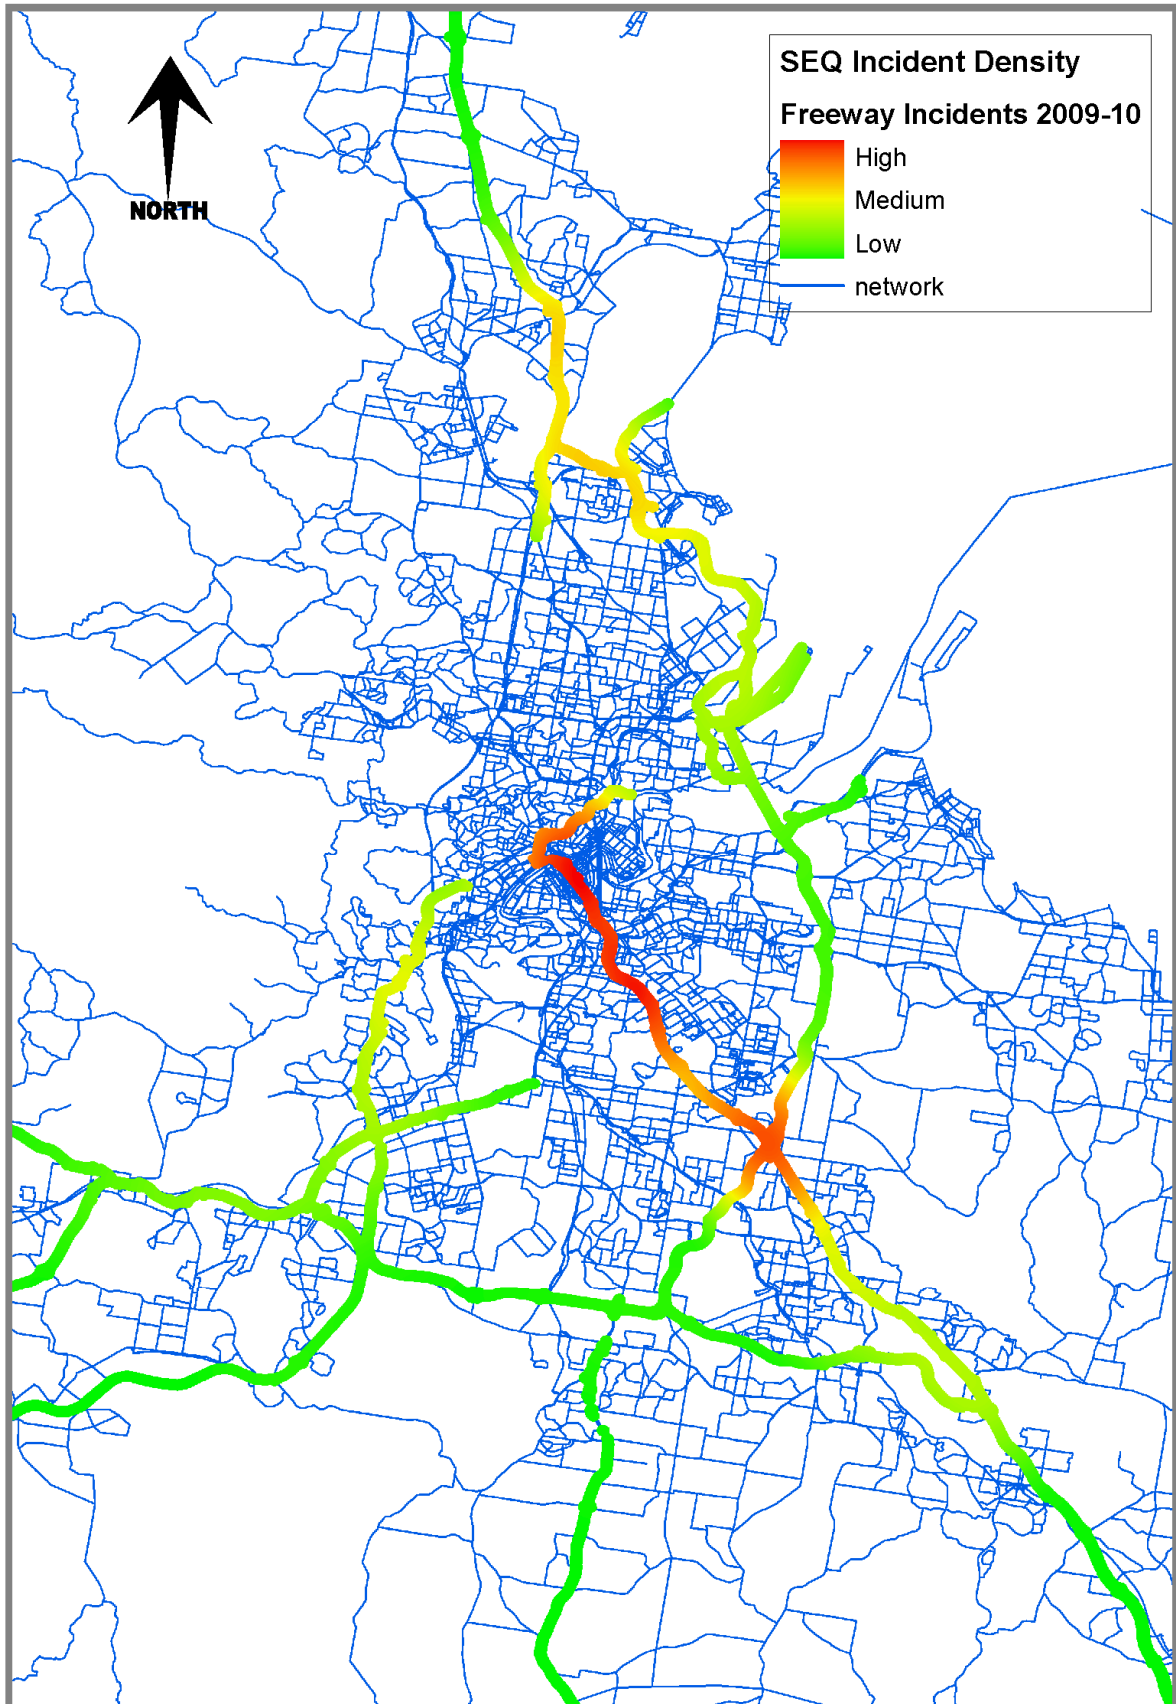 SEQ Incident Density
Freeway Incidents 2009-10
High
Medium
Low
network
NORTH